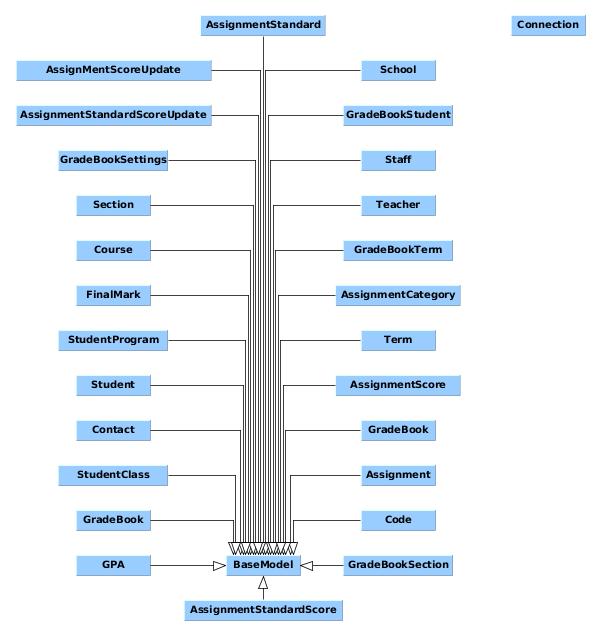 AssignmentStandard
Connection
AssignMentScoreUpdate
School
AssignmentStandardScoreUpdate
GradeBookStudent
GradeBookSettings
Staff
Section
Teacher
Course
GradeBookTerm
FinalMark
AssignmentCategory
StudentProgram
Term
Student
AssignmentScore
Contact
GradeBook
StudentClass
Assignment
GradeBook
Code
GPA
BaseModel
GradeBookSection
AssignmentStandardScore